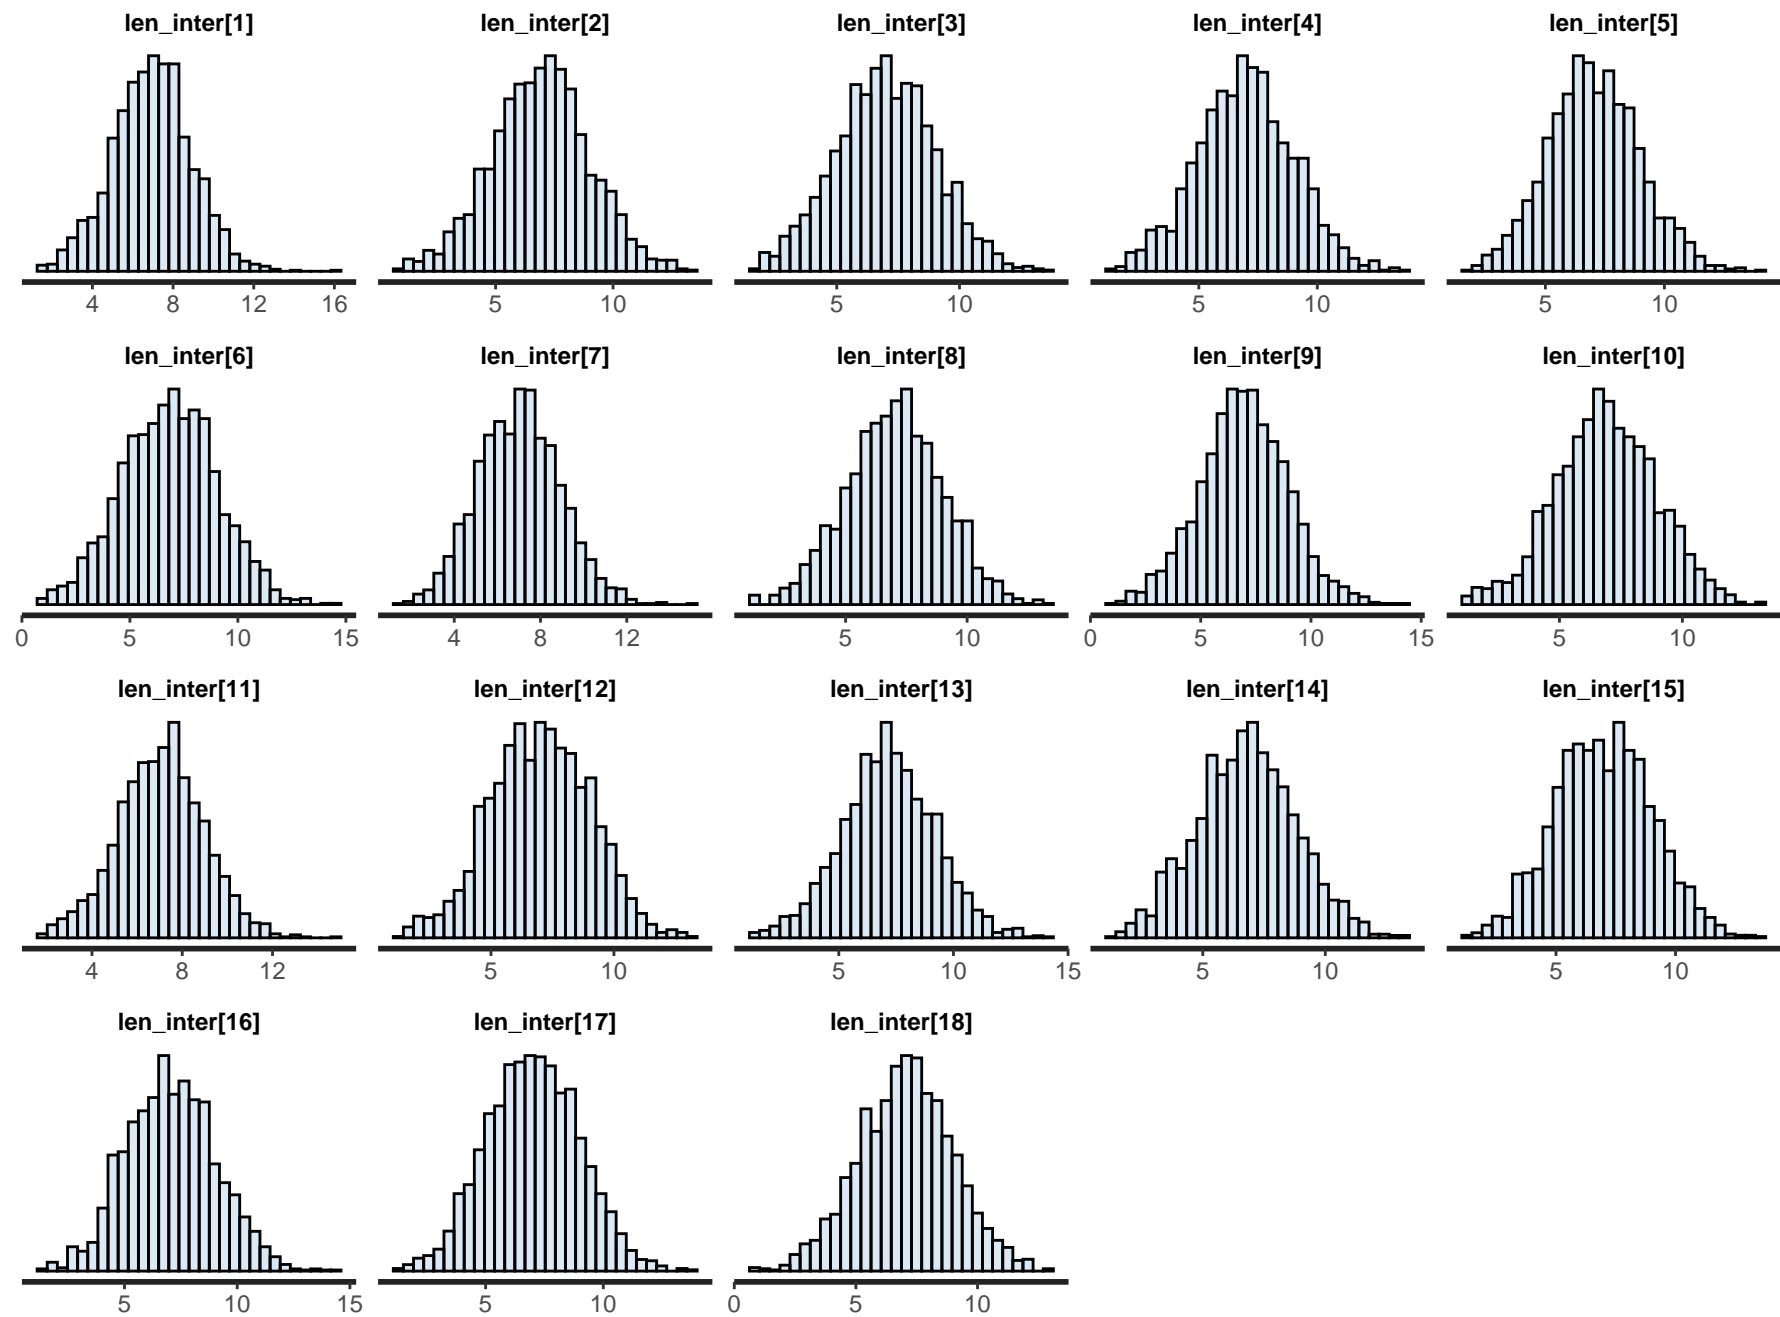 len_inter[1] len_inter[2] len_inter[3] len_inter[4] len_inter[5]
4 8 12 16 5 10 5 10 5 10 5 10
len_inter[6] len_inter[7] len_inter[8] len_inter[9] len_inter[10]
0 5 10 15 4 8 12 5 10 0 5 10 15 5 10
len_inter[11] len_inter[12] len_inter[13] len_inter[14] len_inter[15]
4 8 12 5 10 5 10 15 5 10 5 10
len_inter[16] len_inter[17] len_inter[18]
5 10 15 5 10 0 5 10